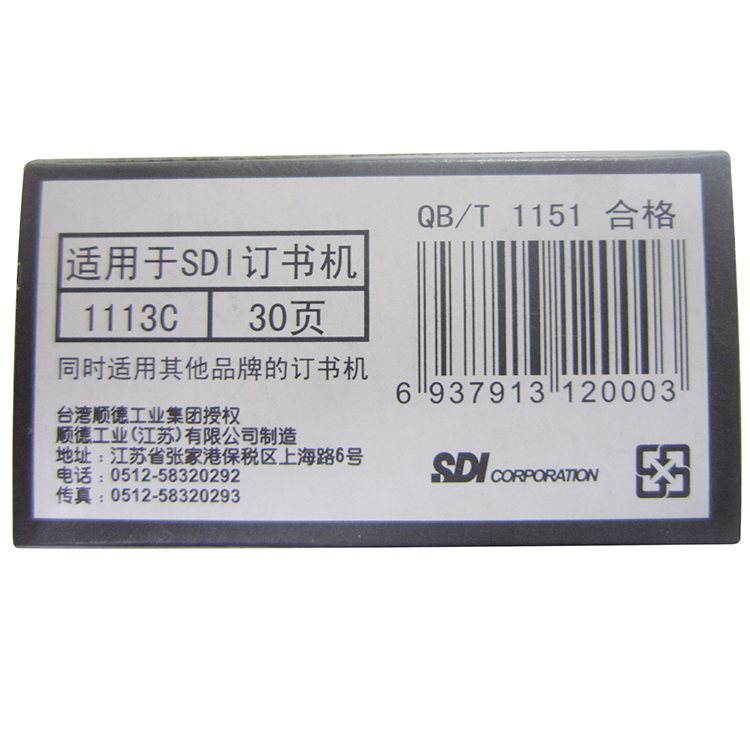 QB/T 1151 合格
适用于SDI订书机
1113C 30页
同时适用其他品牌的订书机
6 937913 120003
台湾顺德工业集团授权
顺德工业(江苏)有限公司制造
地址：江苏省张家港保税区上海路6号
电话：0512-58320292
传真：0512-58320293
SDI CORPORATION